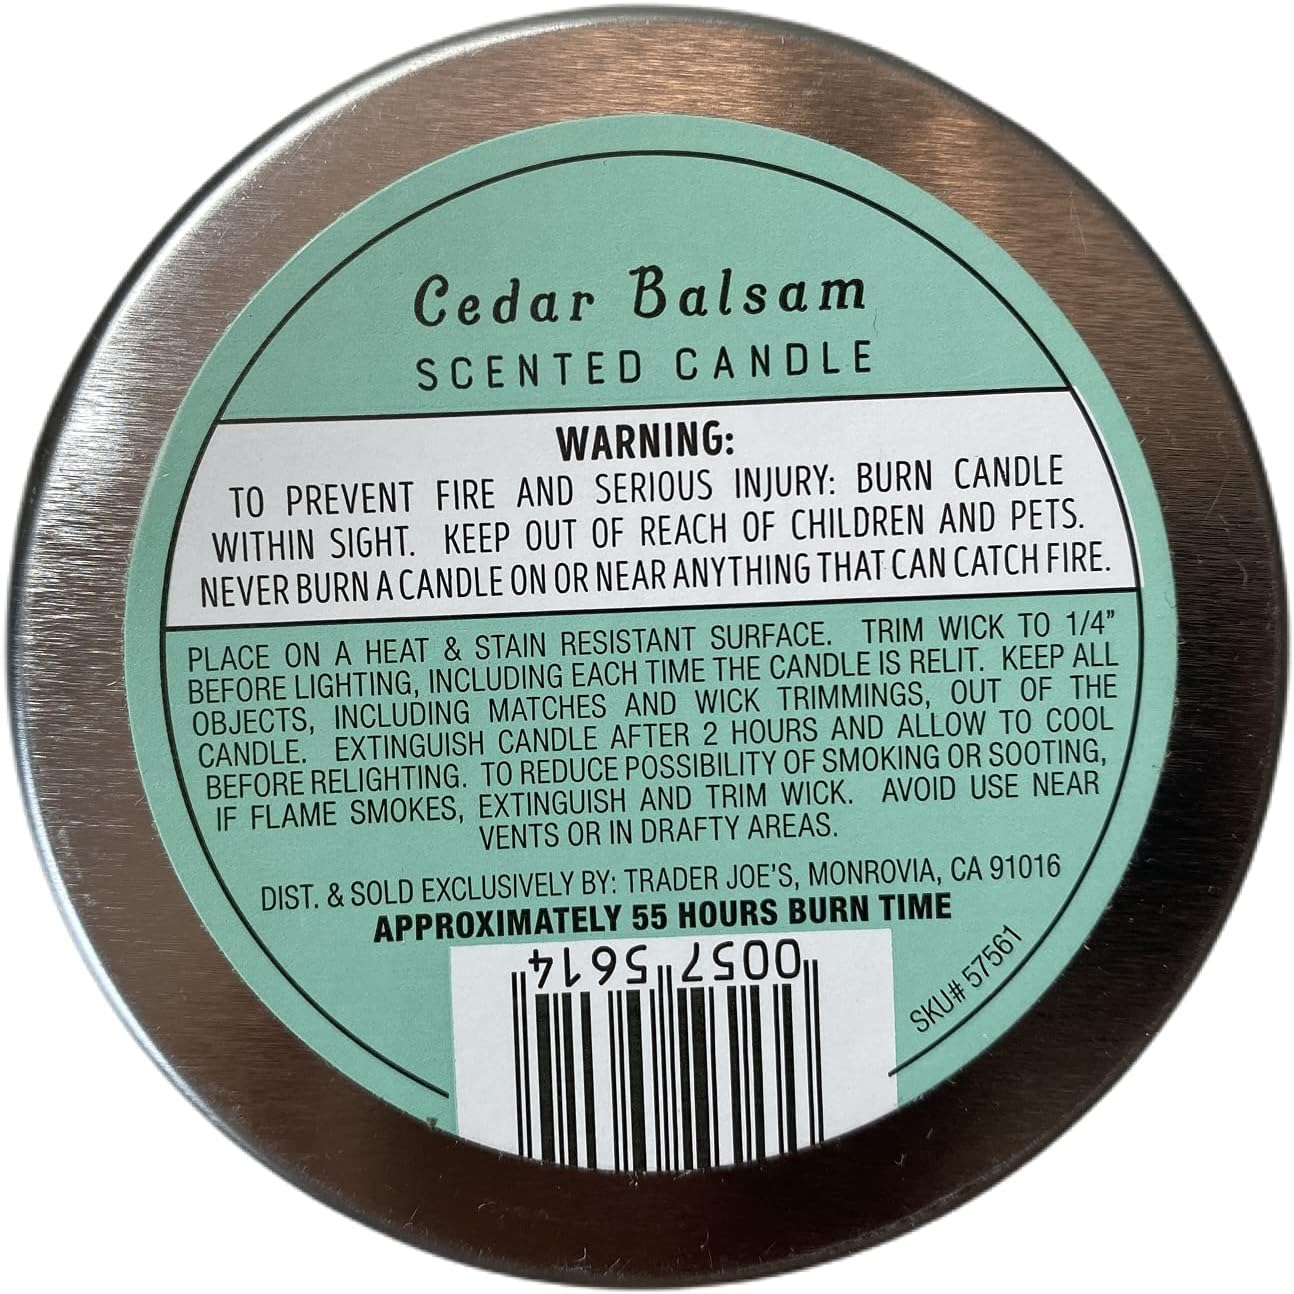 Cedar Balsam
SCENTED CANDLE
WARNING:
TO PREVENT FIRE AND SERIOUS INJURY: BURN CANDLE
WITHIN SIGHT. KEEP OUT OF REACH OF CHILDREN AND PETS.
NEVER BURN A CANDLE ON OR NEAR ANYTHING THAT CAN CATCH FIRE.
PLACE ON A HEAT & STAIN RESISTANT SURFACE. TRIM WICK TO 1/4”
BEFORE LIGHTING, INCLUDING EACH TIME THE CANDLE IS RELIT. KEEP ALL
OBJECTS, INCLUDING MATCHES AND WICK TRIMMINGS, OUT OF THE
CANDLE. EXTINGUISH CANDLE AFTER 2 HOURS AND ALLOW TO COOL
BEFORE RELIGHTING. TO REDUCE POSSIBILITY OF SMOKING OR SOOTING,
IF FLAME SMOKES, EXTINGUISH AND TRIM WICK. AVOID USE NEAR
VENTS OR IN DRAFTY AREAS.
DIST. & SOLD EXCLUSIVELY BY: TRADER JOE'S, MONROVIA, CA 91016
APPROXIMATELY 55 HOURS BURN TIME
0057 5614
SKU# 57561